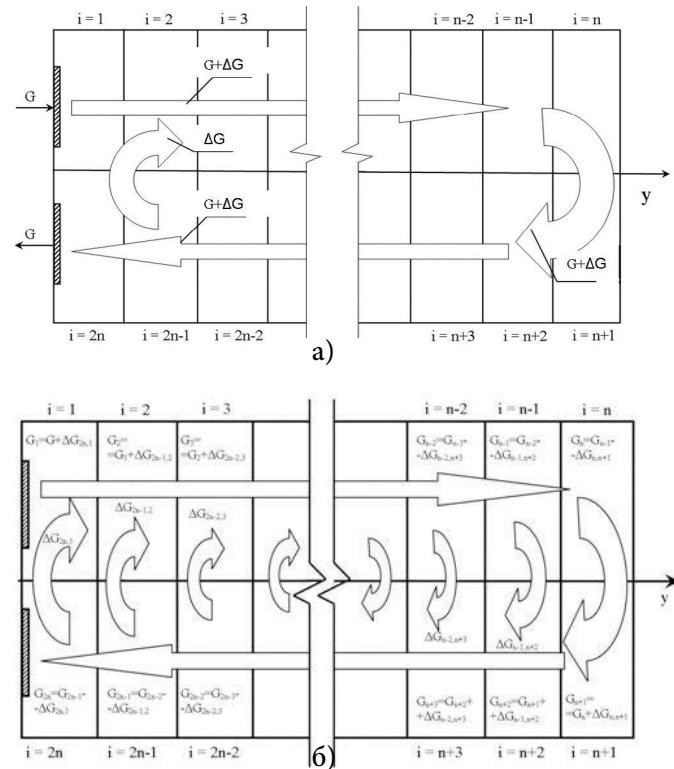 i = 1 i = 2 i = 3 i = n-2 i = n-1 i = n
G+ΔG
G
ΔG
y
G+ΔG
G
G+ΔG
i = 2n i = 2n-1 i = 2n-2 i = n+3 i = n+2 i = n+1
а)
i = 1 i = 2 i = 3 i = n-2 i = n-1 i = n
G₁=G+ΔG₂ₙ,₁ G₂= G₃= Gₙ₋₂=Gₙ₋₃- Gₙ₋₁=Gₙ₋₂- Gₙ=Gₙ₋₁-
=G₁+ΔG₂ₙ₋₁,₂ =G₂+ΔG₂ₙ₋₂,₃ -ΔGₙ₋₂,ₙ₊₃ -ΔGₙ₋₁,ₙ₊₂ -ΔGₙ,ₙ₊₁
ΔG₂ₙ₋₁,₂ ΔG₂ₙ₋₂,₃
ΔG₂ₙ,₁
y
ΔGₙ₋₂,ₙ₊₃ ΔGₙ₋₁,ₙ₊₂
G₂ₙ=G₂ₙ₋₁- G₂ₙ₋₁=G₂ₙ₋₂- G₂ₙ₋₂=G₂ₙ₋₃- Gₙ₊₃=Gₙ₊₂+ Gₙ₊₂=Gₙ₊₁+ Gₙ₊₁=
-ΔG₂ₙ,₁ -ΔG₂ₙ₋₁,₂ -ΔG₂ₙ₋₂,₃ +ΔGₙ₋₂,ₙ₊₃ +ΔGₙ₋₁,ₙ₊₂ =Gₙ+ΔGₙ,ₙ₊₁
i = 2n i = 2n-1 i = 2n-2 i = n+3 i = n+2 i = n+1
б)